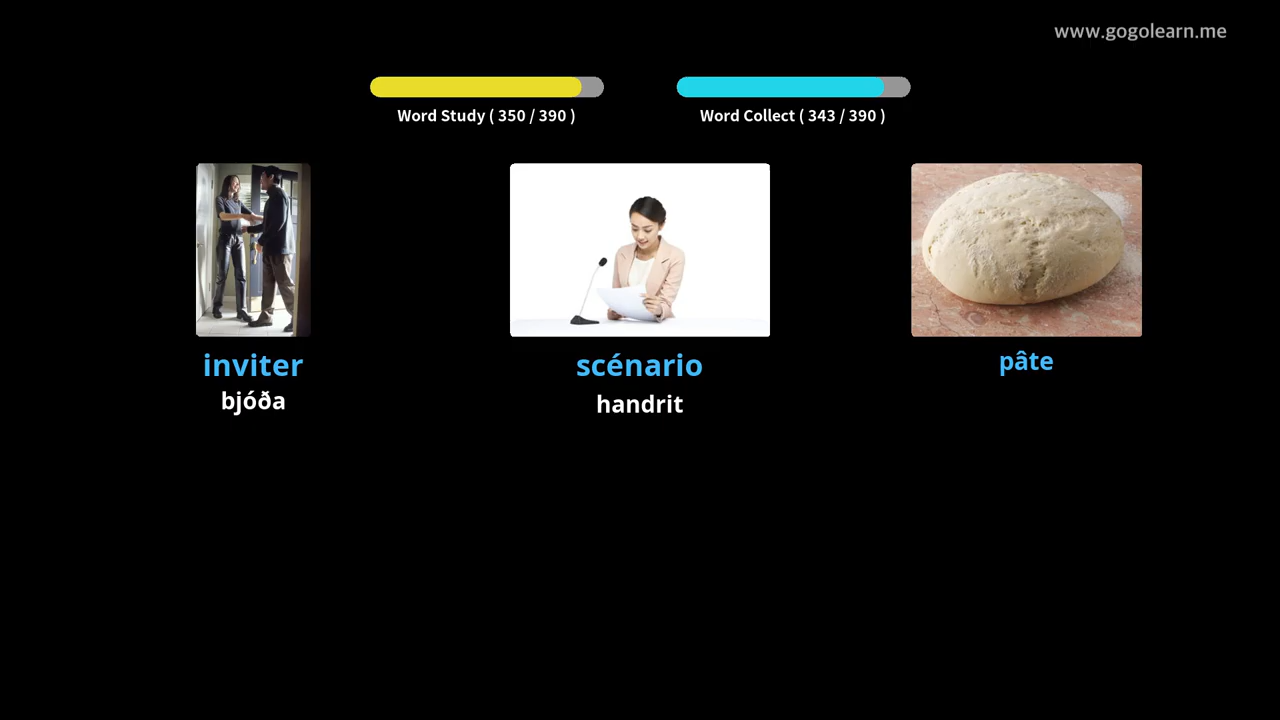 www.gogolearn.me
Word Study ( 350 / 390 )
Word Collect ( 343 / 390 )
inviter
bjóða
scénario
handrit
pâte